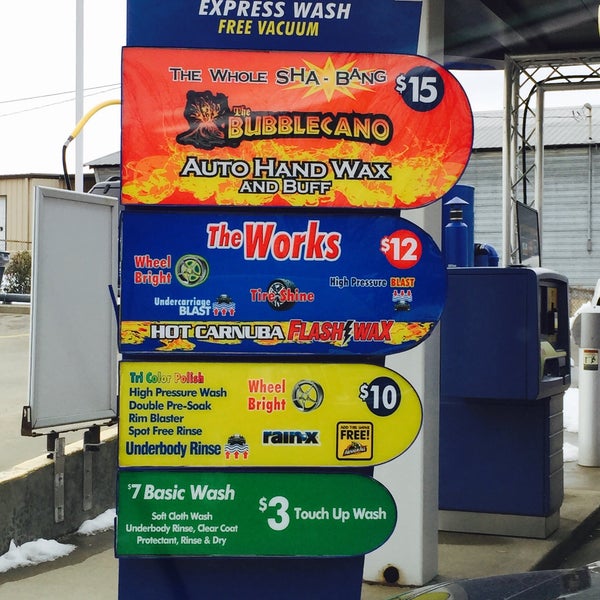 EXPRESS WASH
FREE VACUUM
THE WHOLE SHA-BANG $15
The
BUBBLECANO
AUTO HAND WAX
AND BUFF
The Works $12
Wheel
Bright
High Pressure BLAST
Undercarriage
BLAST
Tire Shine
HOT CARNUBA FLASH WAX
Tri Color Polish
High Pressure Wash
Double Pre-Soak
Rim Blaster
Spot Free Rinse
Underbody Rinse
Wheel
Bright
rain-x
$10
ADD TIRE SHINE
FREE!
$7 Basic Wash
Soft Cloth Wash
Underbody Rinse, Clear Coat
Protectant, Rinse & Dry
$3 Touch Up Wash